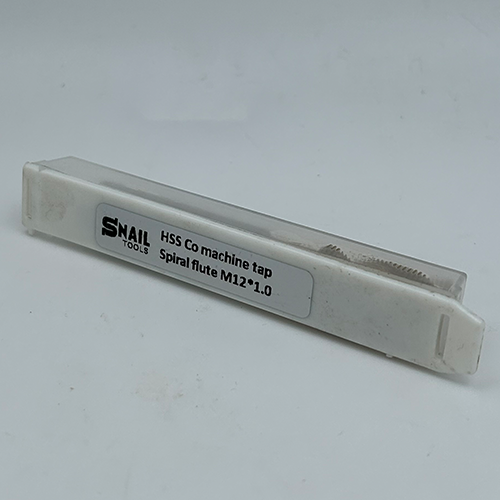 SNAIL
TOOLS
HSS Co machine tap
Spiral flute M12*1.0